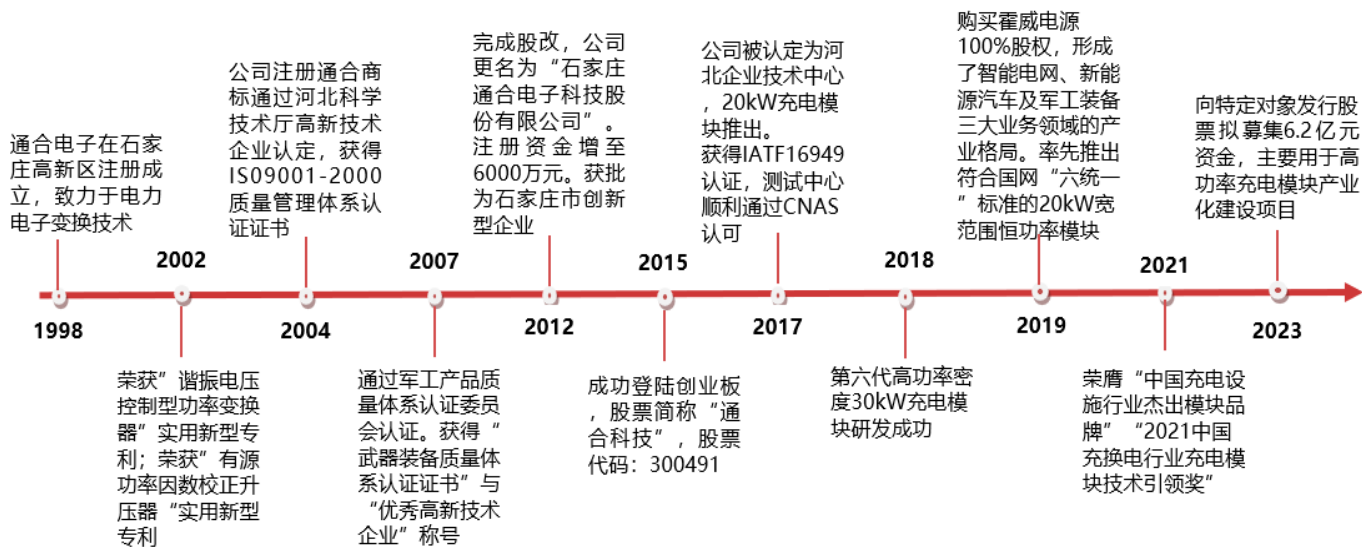 通合电子在石家
庄高新区注册成
立，致力于电力
电子变换技术
1998
2002
荣获”谐振电压
控制型功率变换
器”实用新型专
利；荣获”有源
功率因数校正升
压器“实用新型
专利
公司注册通合商
标通过河北科学
技术厅高新技术
企业认定，获得
IS09001-2000
质量管理体系认
证证书
2004
2007
通过军工产品质
量体系认证委员
会认证。获得“
武器装备质量体
系认证证书”与
“优秀高新技术
企业”称号
完成股改，公司
更名为“石家庄
通合电子科技股
份有限公司”。
注册资金增至
6000万元。获批
为石家庄市创新
型企业
2012
2015
成功登陆创业板
，股票简称“通
合科技”，股票
代码：300491
公司被认定为河
北企业技术中心
，20kW充电模
块推出。
获得IATF16949
认证，测试中心
顺利通过CNAS
认可
2017
2018
第六代高功率密
度30kW充电模
块研发成功
购买霍威电源
100%股权，形成
了智能电网、新能
源汽车及军工装备
三大业务领域的产
业格局。率先推出
符合国网“六统一
”标准的20kW宽
范围恒功率模块
2019
2021
荣膺“中国充电设
施行业杰出模块品
牌”“2021中国
充换电行业充电模
块技术引领奖”
向特定对象发行股
票拟募集6.2亿元
资金，主要用于高
功率充电模块产业
化建设项目
2023